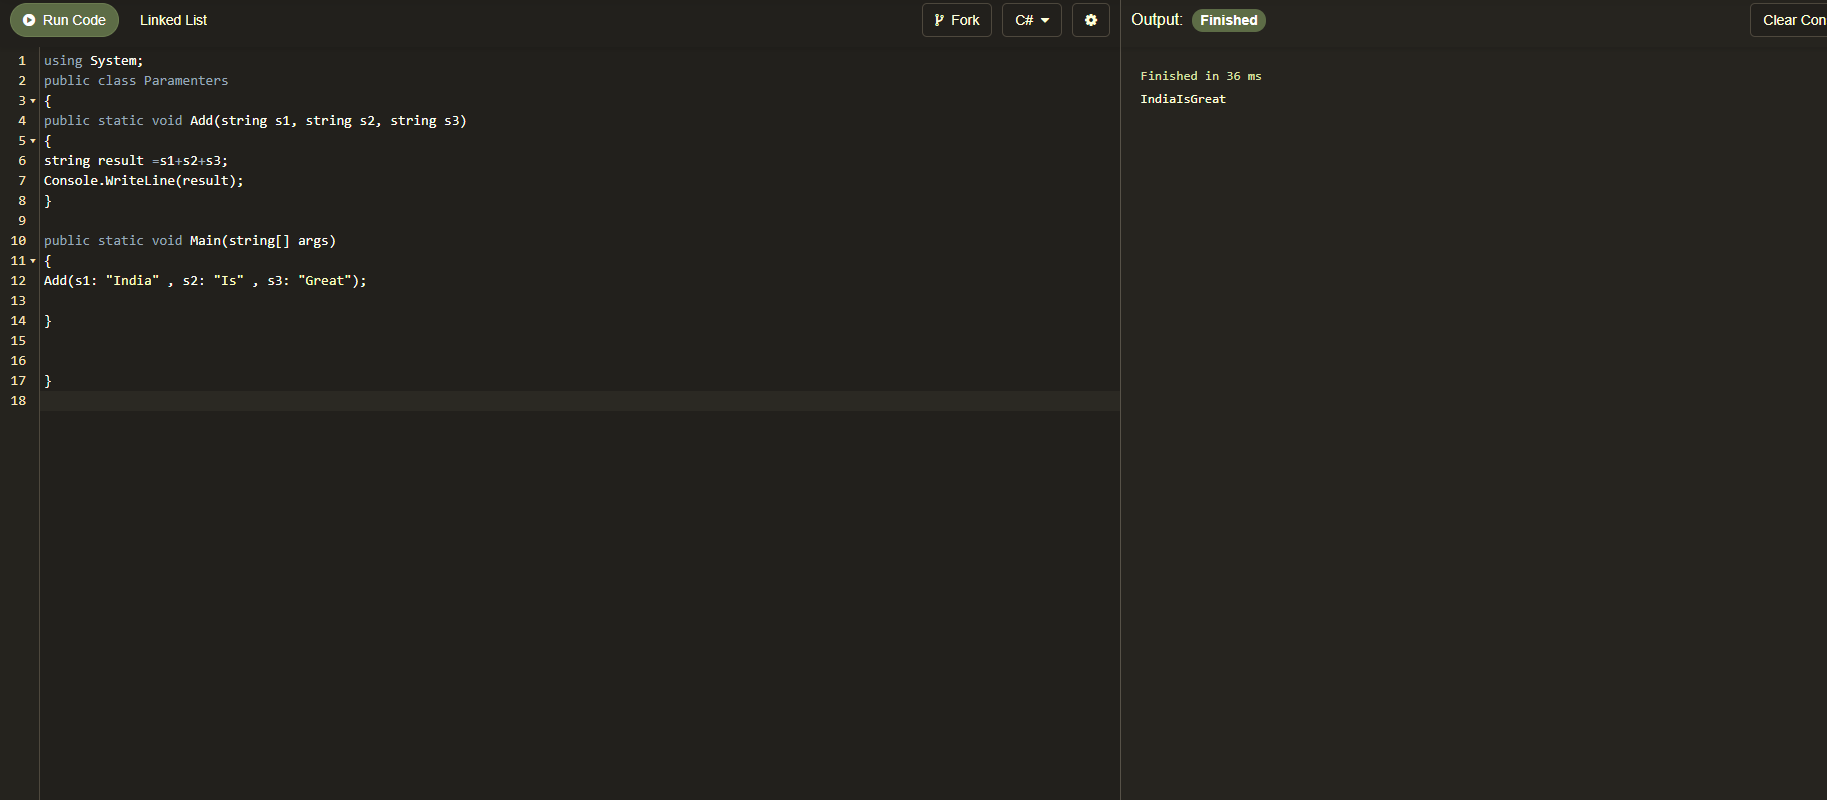 Run Code
Linked List
Fork
C#
Output: Finished
Clear Con
1 using System;
2 public class Paramenters
3 {
4 public static void Add(string s1, string s2, string s3)
5 {
6 string result =s1+s2+s3;
7 Console.WriteLine(result);
8 }
9
10 public static void Main(string[] args)
11 {
12 Add(s1: "India" , s2: "Is" , s3: "Great");
13
14 }
15
16
17 }
18
Finished in 36 ms
IndiaIsGreat